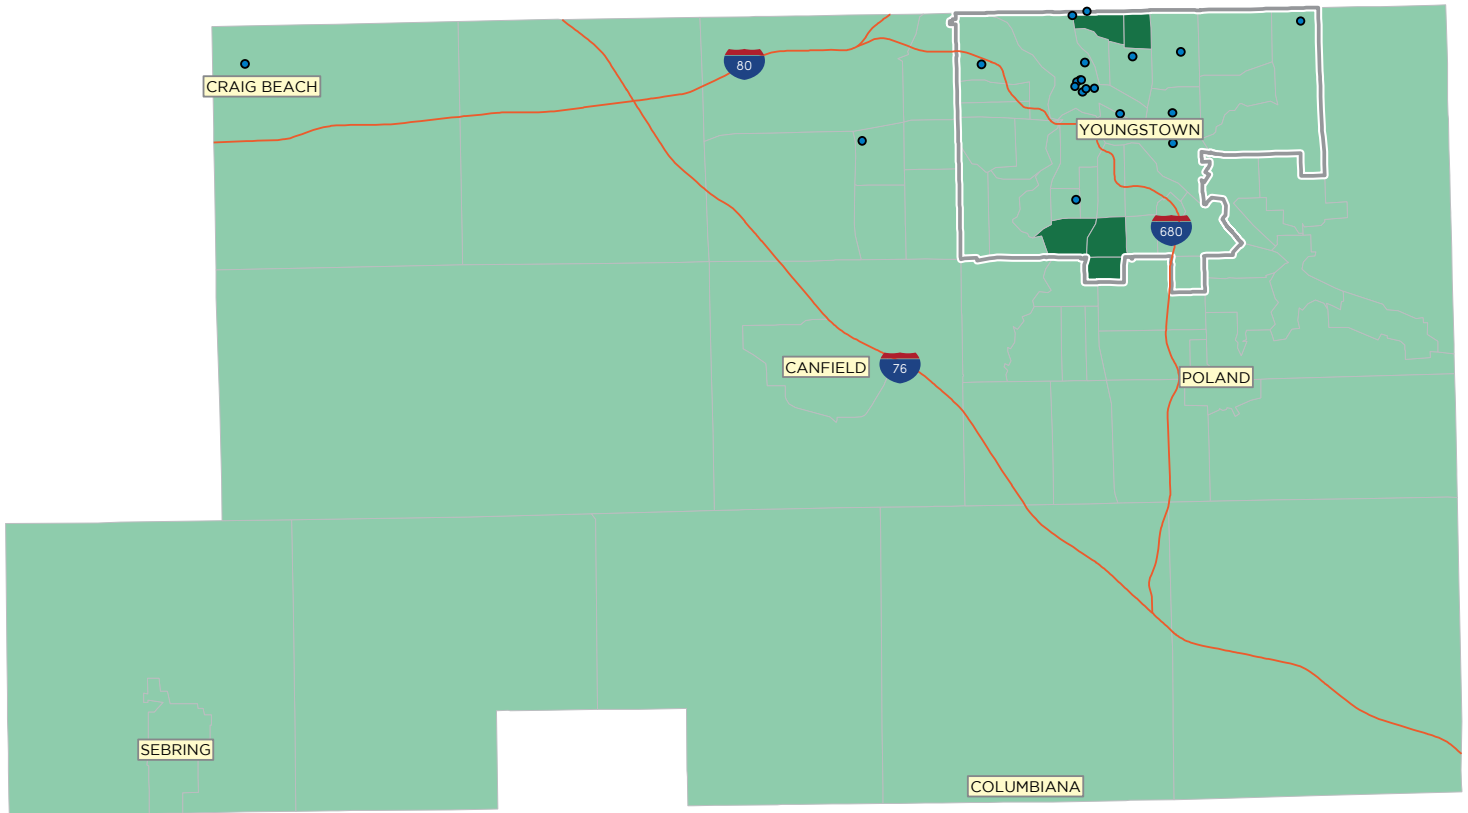 80
CRAIG BEACH
YOUNGSTOWN
680
CANFIELD
76
POLAND
SEBRING
COLUMBIANA